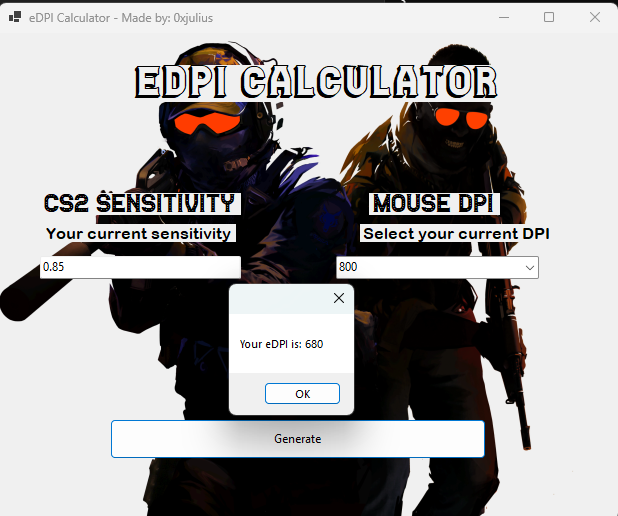 eDPI Calculator - Made by: 0xjulius
EDPI CALCULATOR
CS2 SENSITIVITY
MOUSE DPI
Your current sensitivity
Select your current DPI
0.85
800
Your eDPI is: 680
OK
Generate